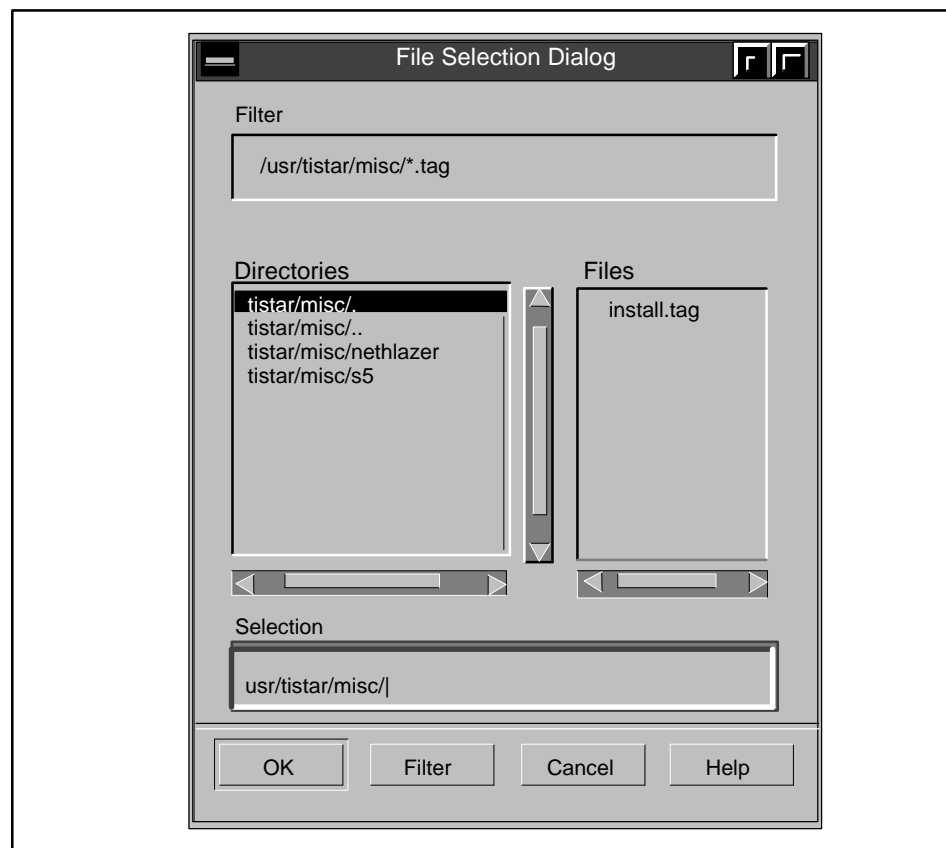 File Selection Dialog
Filter
/usr/tistar/misc/*.tag
Directories
tistar/misc/.
tistar/misc/..
tistar/misc/nethlazer
tistar/misc/s5
Files
install.tag
Selection
usr/tistar/misc/|
OK
Filter
Cancel
Help